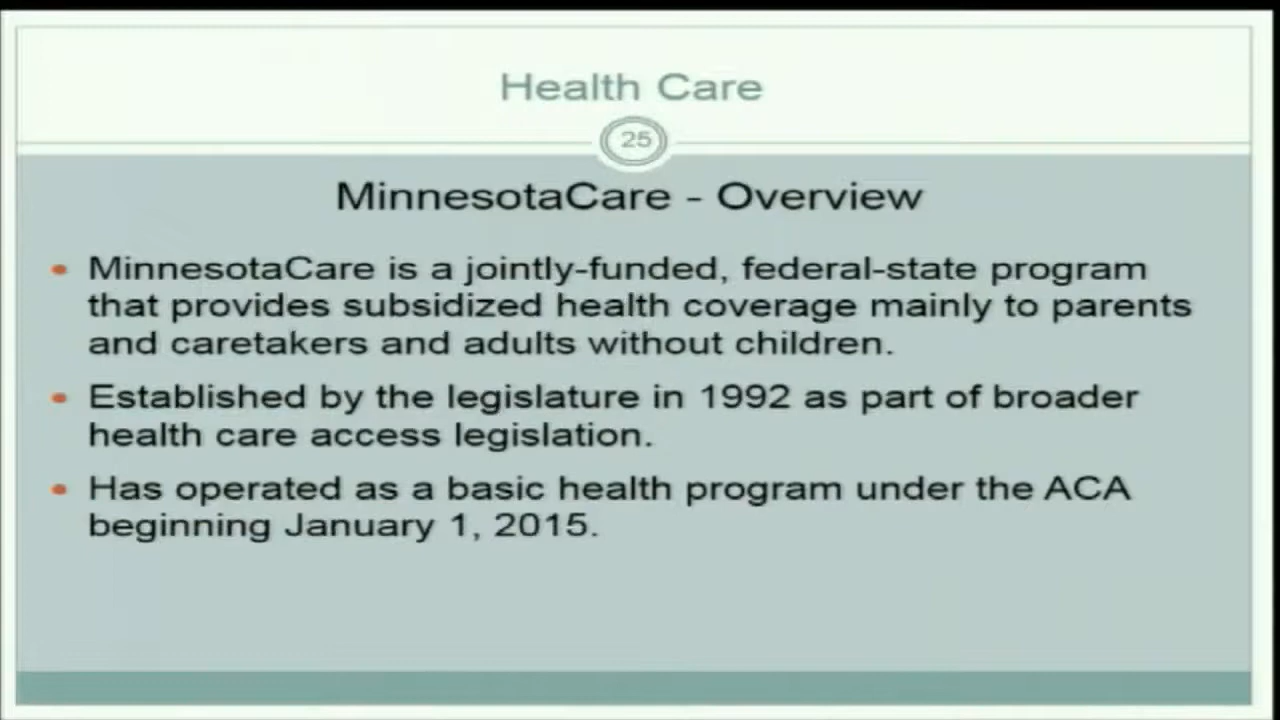 Health Care
25
MinnesotaCare - Overview
• MinnesotaCare is a jointly-funded, federal-state program
that provides subsidized health coverage mainly to parents
and caretakers and adults without children.
• Established by the legislature in 1992 as part of broader
health care access legislation.
• Has operated as a basic health program under the ACA
beginning January 1, 2015.